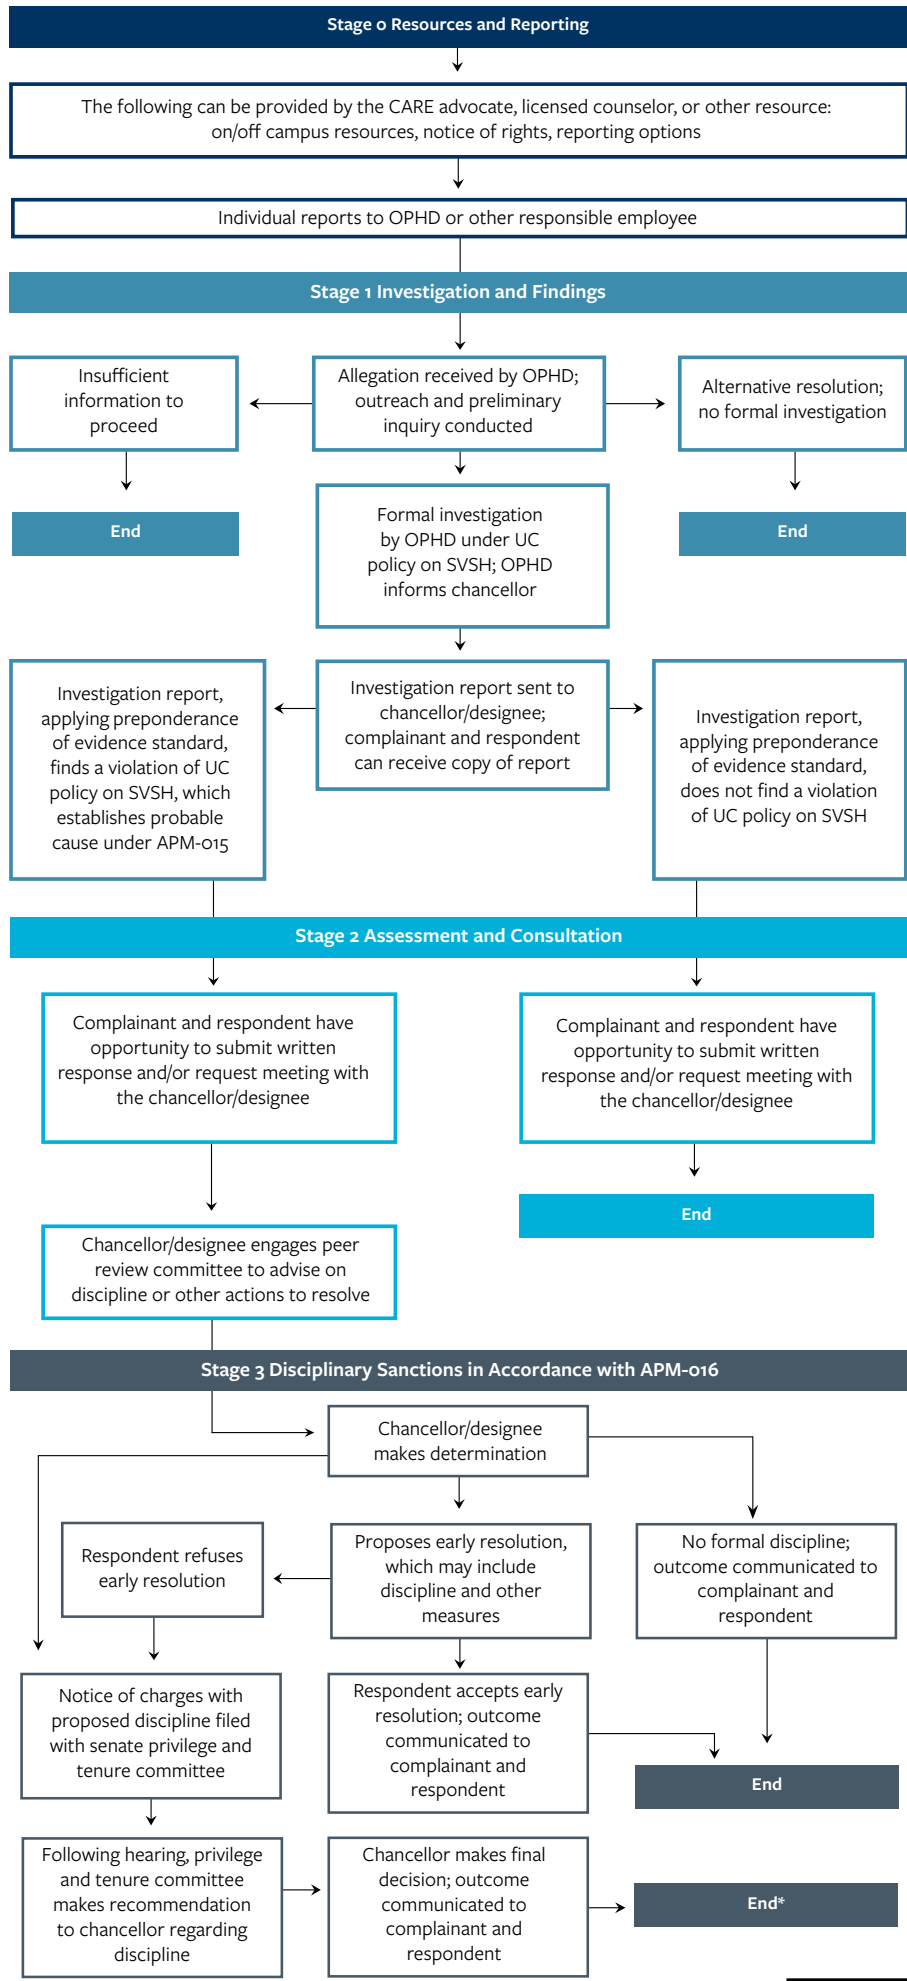 Stage 0 Resources and Reporting
The following can be provided by the CARE advocate, licensed counselor, or other resource:
on/off campus resources, notice of rights, reporting options
Individual reports to OPHD or other responsible employee
Stage 1 Investigation and Findings
Insufficient
information to
proceed
Allegation received by OPHD;
outreach and preliminary
inquiry conducted
Alternative resolution;
no formal investigation
End
Formal investigation
by OPHD under UC
policy on SVSH; OPHD
informs chancellor
End
Investigation report,
applying preponderance
of evidence standard,
finds a violation of UC
policy on SVSH, which
establishes probable
cause under APM-015
Investigation report sent to
chancellor/designee;
complainant and respondent
can receive copy of report
Investigation report,
applying preponderance
of evidence standard,
does not find a violation
of UC policy on SVSH
Stage 2 Assessment and Consultation
Complainant and respondent have
opportunity to submit written
response and/or request meeting with
the chancellor/designee
Complainant and respondent have
opportunity to submit written
response and/or request meeting with
the chancellor/designee
End
Chancellor/designee engages peer
review committee to advise on
discipline or other actions to resolve
Stage 3 Disciplinary Sanctions in Accordance with APM-016
Chancellor/designee
makes determination
Respondent refuses
early resolution
Proposes early resolution,
which may include
discipline and other
measures
No formal discipline;
outcome communicated to
complainant and
respondent
Notice of charges with
proposed discipline filed
with senate privilege and
tenure committee
Respondent accepts early
resolution; outcome
communicated to
complainant and
respondent
End
Following hearing, privilege
and tenure committee
makes recommendation
to chancellor regarding
discipline
Chancellor makes final
decision; outcome
communicated to
complainant and
respondent
End*